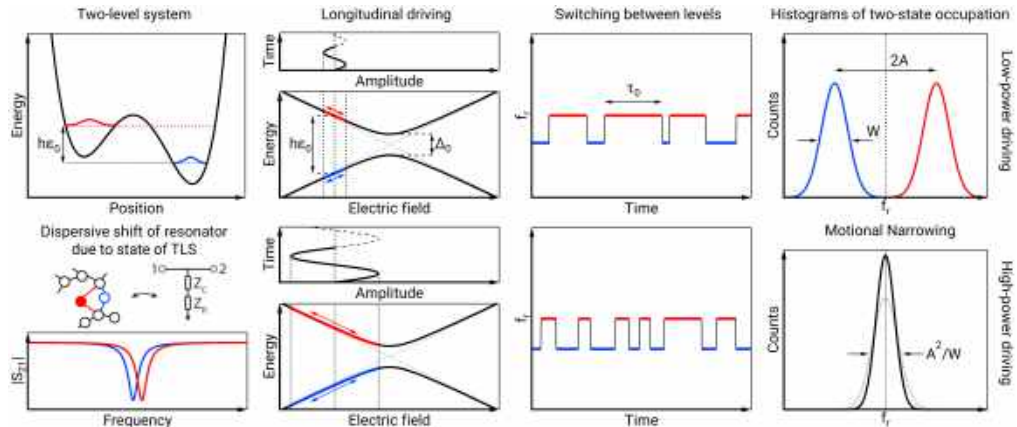 Two-level system
Longitudinal driving
Switching between levels
Histograms of two-state occupation
Energy
hε₀
Position
Time
Amplitude
Energy
hε₀
Δ₀
Electric field
fᵣ
τ₀
Time
Counts
2A
W
fᵣ
Low-power driving
Dispersive shift of resonator
due to state of TLS
1
2
Z_C
|S₂₁|
Frequency
Time
Amplitude
Energy
Electric field
fᵣ
Time
Motional Narrowing
Counts
A²/W
fᵣ
High-power driving